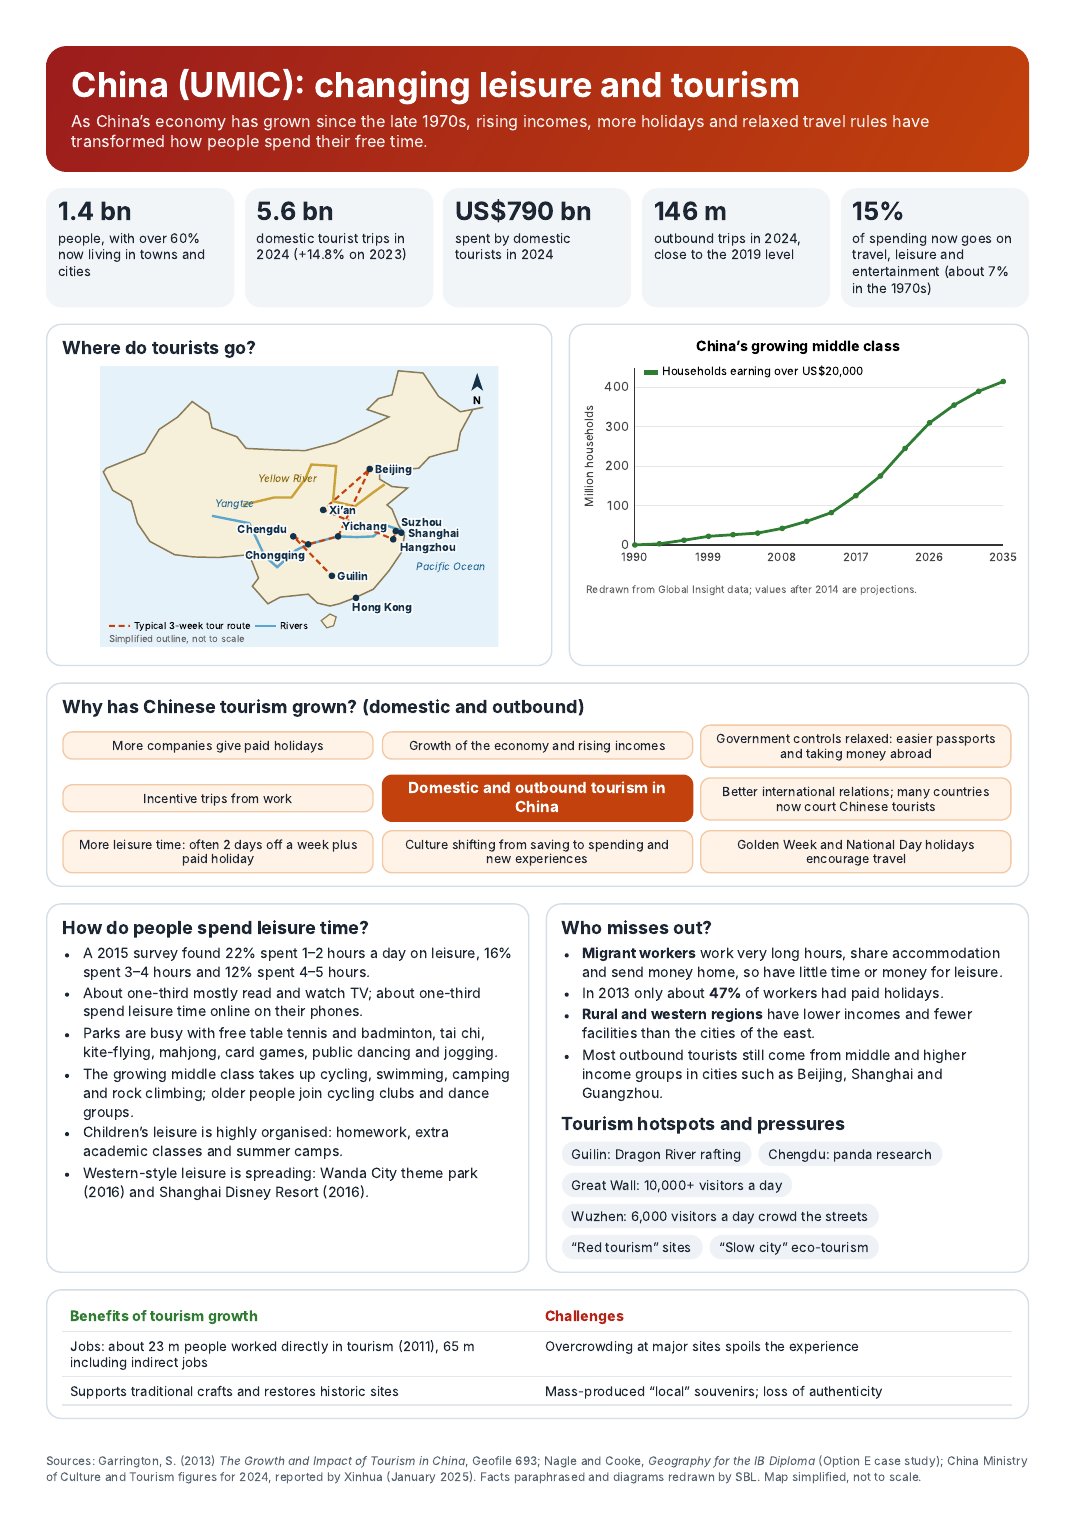 China (UMIC): changing leisure and tourism
As China’s economy has grown since the late 1970s, rising incomes, more holidays and relaxed travel rules have
transformed how people spend their free time.
1.4 bn
people, with over 60%
now living in towns and
cities
5.6 bn
domestic tourist trips in
2024 (+14.8% on 2023)
US$790 bn
spent by domestic
tourists in 2024
146 m
outbound trips in 2024,
close to the 2019 level
15%
of spending now goes on
travel, leisure and
entertainment (about 7%
in the 1970s)
Where do tourists go?
N
Beijing
Yellow River
Yangtze
Xi’an
Chengdu
Yichang
Suzhou
Shanghai
Hangzhou
Chongqing
Pacific Ocean
Guilin
Hong Kong
Typical 3-week tour route
Rivers
Simplified outline, not to scale
China’s growing middle class
Households earning over US$20,000
Million households
400
300
200
100
0
1990 1999 2008 2017 2026 2035
Redrawn from Global Insight data; values after 2014 are projections.
Why has Chinese tourism grown? (domestic and outbound)
More companies give paid holidays
Growth of the economy and rising incomes
Government controls relaxed: easier passports
and taking money abroad
Incentive trips from work
Domestic and outbound tourism in
China
Better international relations; many countries
now court Chinese tourists
More leisure time: often 2 days off a week plus
paid holiday
Culture shifting from saving to spending and
new experiences
Golden Week and National Day holidays
encourage travel
How do people spend leisure time?
• A 2015 survey found 22% spent 1–2 hours a day on leisure, 16%
spent 3–4 hours and 12% spent 4–5 hours.
• About one-third mostly read and watch TV; about one-third
spend leisure time online on their phones.
• Parks are busy with free table tennis and badminton, tai chi,
kite-flying, mahjong, card games, public dancing and jogging.
• The growing middle class takes up cycling, swimming, camping
and rock climbing; older people join cycling clubs and dance
groups.
• Children’s leisure is highly organised: homework, extra
academic classes and summer camps.
• Western-style leisure is spreading: Wanda City theme park
(2016) and Shanghai Disney Resort (2016).
Who misses out?
• Migrant workers work very long hours, share accommodation
and send money home, so have little time or money for leisure.
• In 2013 only about 47% of workers had paid holidays.
• Rural and western regions have lower incomes and fewer
facilities than the cities of the east.
• Most outbound tourists still come from middle and higher
income groups in cities such as Beijing, Shanghai and
Guangzhou.
Tourism hotspots and pressures
Guilin: Dragon River rafting
Chengdu: panda research
Great Wall: 10,000+ visitors a day
Wuzhen: 6,000 visitors a day crowd the streets
“Red tourism” sites
“Slow city” eco-tourism
Benefits of tourism growth
Challenges
Jobs: about 23 m people worked directly in tourism (2011), 65 m
including indirect jobs
Overcrowding at major sites spoils the experience
Supports traditional crafts and restores historic sites
Mass-produced “local” souvenirs; loss of authenticity
Sources: Garrington, S. (2013) The Growth and Impact of Tourism in China, Geofile 693; Nagle and Cooke, Geography for the IB Diploma (Option E case study); China Ministry
of Culture and Tourism figures for 2024, reported by Xinhua (January 2025). Facts paraphrased and diagrams redrawn by SBL. Map simplified, not to scale.